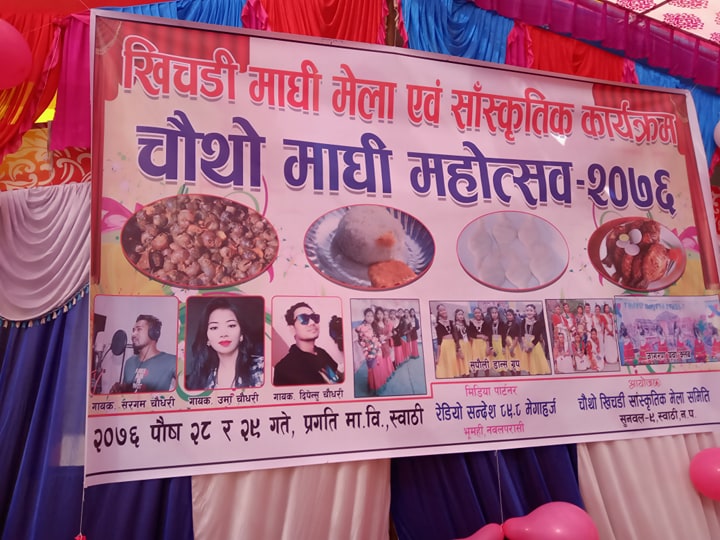 खिचडी माघी मेला एवं साँस्कृतिक कार्यक्रम
चौथो माघी महोत्सव-२०७६
गायक. सरगम चौधरी
गायक. उमा चौधरी
गायक. दिपेन्सु चौधरी
सुथौली डान्स ग्रुप
२०७६ पौष २८ र २९ गते, प्रगति मा.वि.,स्वाठी
मिडिया पार्टनर
रेडियो सन्देश ९५.८ मेगाहर्ज
भूमही, नवलपरासी
आयोजक
चौथो खिचडी साँस्कृतिक मेला समिति
सुनवल-९,स्वाठी, न.प.